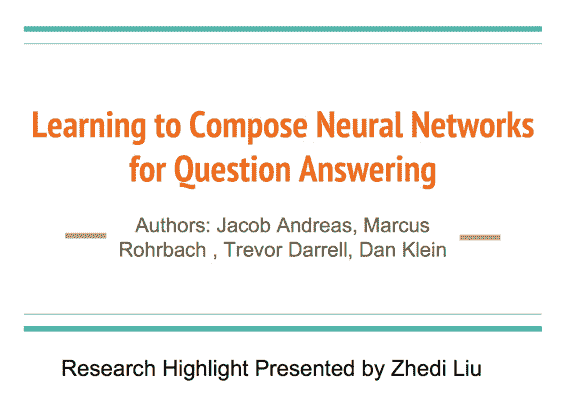 Learning to Compose Neural Networks
for Question Answering
Authors: Jacob Andreas, Marcus
Rohrbach , Trevor Darrell, Dan Klein
Research Highlight Presented by Zhedi Liu